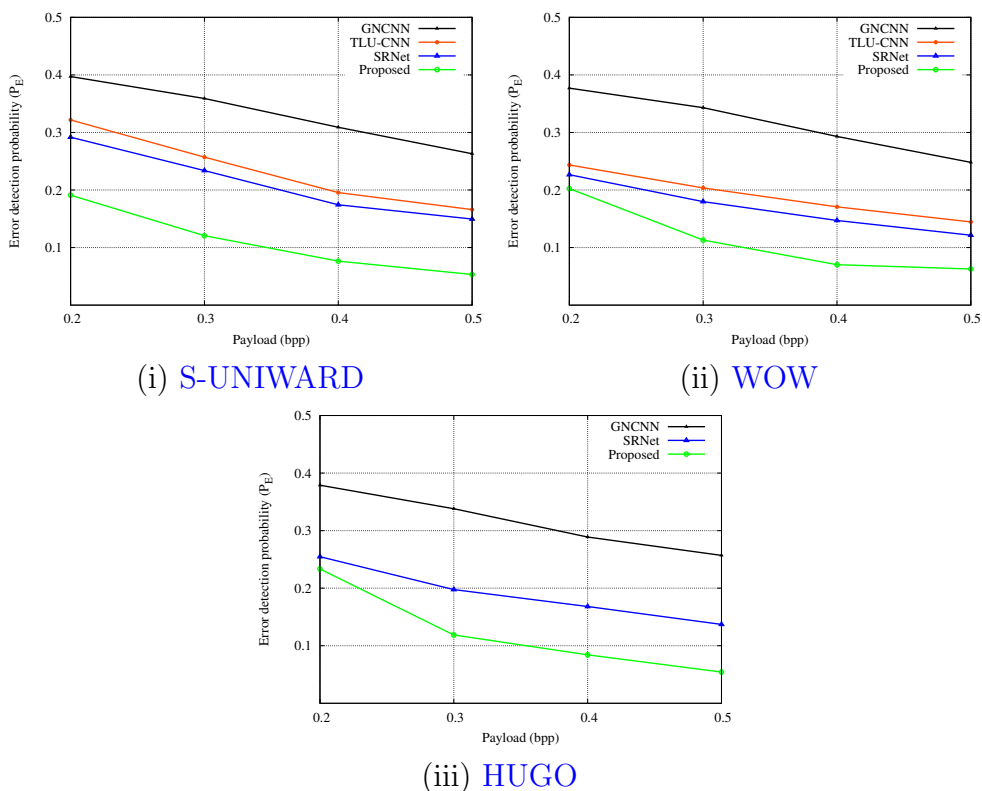 0.5
0.4
0.3
0.2
0.1
Error detection probability (P_E)
GNCNN
TLU-CNN
SRNet
Proposed
0.2 0.3 0.4 0.5
Payload (bpp)
(i) S-UNIWARD
0.5
0.4
0.3
0.2
0.1
Error detection probability (P_E)
GNCNN
TLU-CNN
SRNet
Proposed
0.2 0.3 0.4 0.5
Payload (bpp)
(ii) WOW
0.5
0.4
0.3
0.2
0.1
Error detection probability (P_E)
GNCNN
SRNet
Proposed
0.2 0.3 0.4 0.5
Payload (bpp)
(iii) HUGO